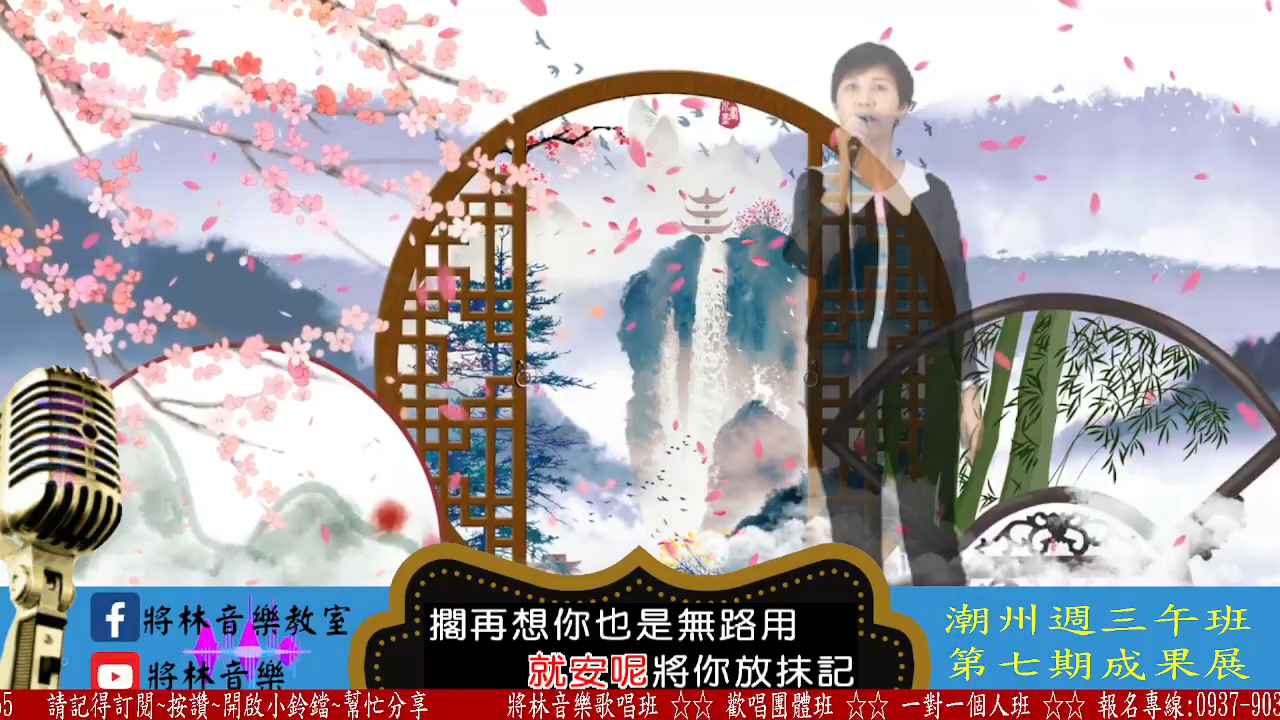 擱再想你也是無路用
就安呢將你放抹記
將林音樂教室
將林音樂
潮州週三午班
第七期成果展
5 請記得訂閱~按讚~開啟小鈴鐺~幫忙分享 將林音樂歌唱班 ☆☆ 歡唱團體班 ☆☆ 一對一個人班 ☆☆ 報名專線:0937-903